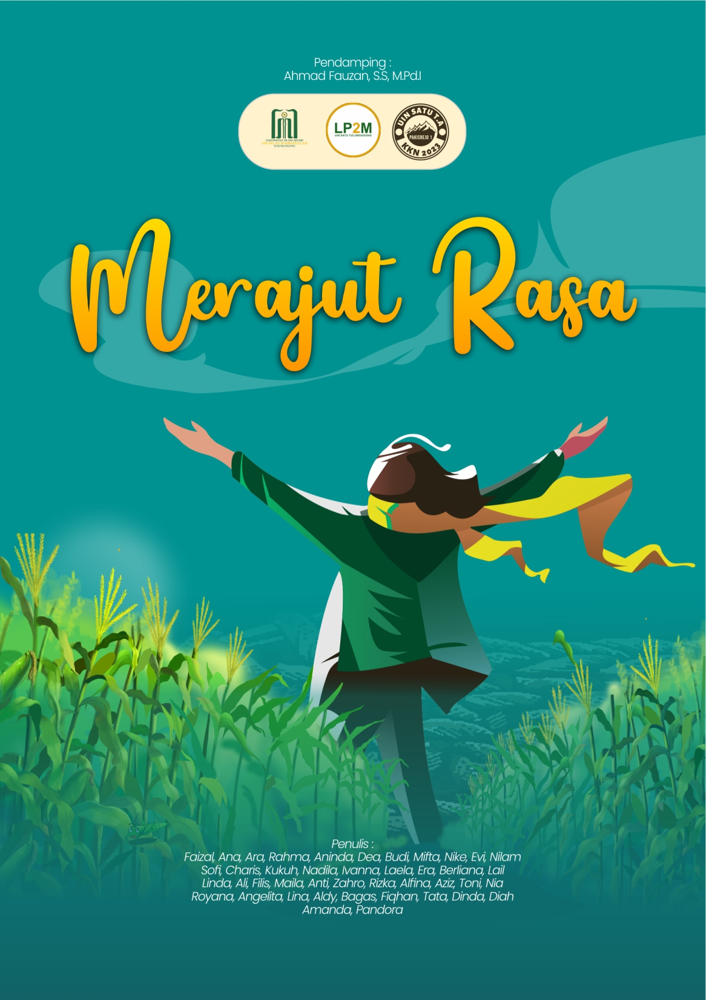 Pendamping :
Ahmad Fauzan, S.S, M.Pd.I
UNIVERSITAS ISLAM NEGERI
SAYYID ALI RAHMATULLAH
TULUNGAGUNG
LP2M
UIN SATU TULUNGAGUNG
UIN SATU T.A
PAKISREJO 1
KKN 2023
Merajut Rasa
Penulis :
Faizal, Ana, Ara, Rahma, Aninda, Dea, Budi, Mifta, Nike, Evi, Nilam
Sofi, Charis, Kukuh, Nadila, Ivanna, Laela, Era, Berliana, Lail
Linda, Ali, Filis, Maila, Anti, Zahro, Rizka, Alfina, Aziz, Toni, Nia
Royana, Angelita, Lina, Aldy, Bagas, Fiqhan, Tata, Dinda, Diah
Amanda, Pandora